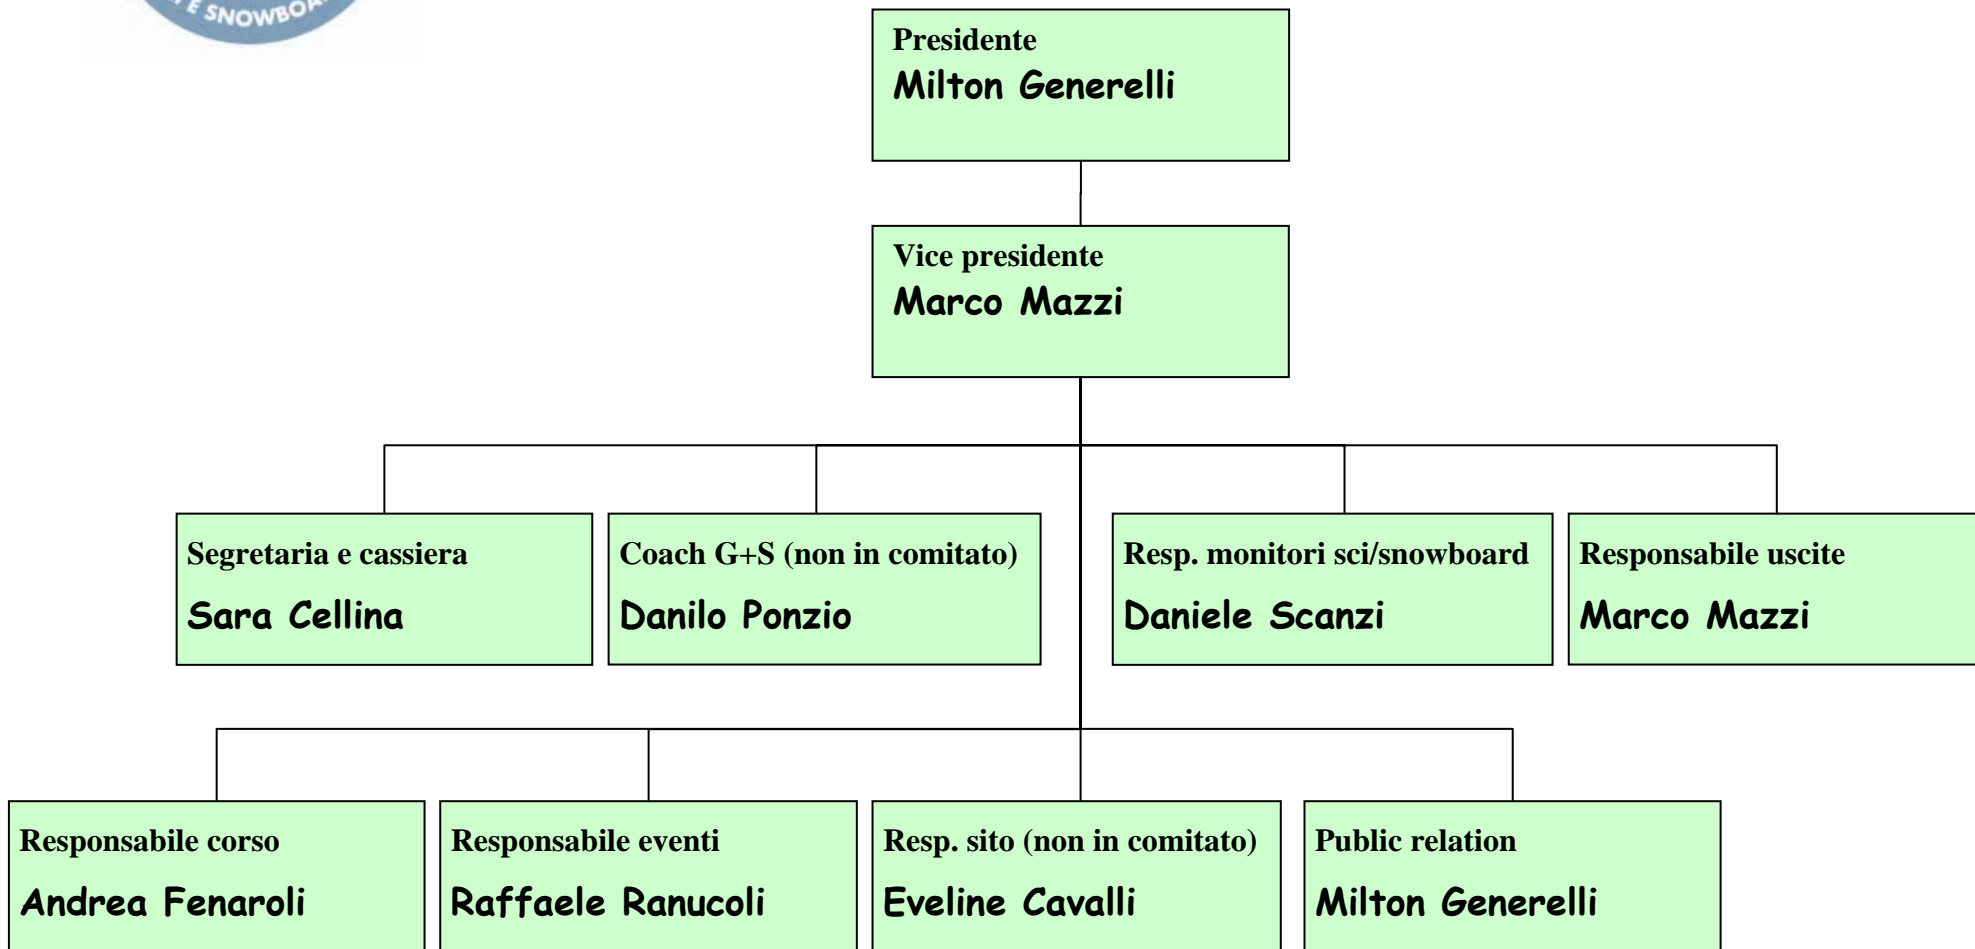 E SNOWBOA
Presidente
Milton Generelli
Vice presidente
Marco Mazzi
Segretaria e cassiera
Sara Cellina
Coach G+S (non in comitato)
Danilo Ponzio
Resp. monitori sci/snowboard
Daniele Scanzi
Responsabile uscite
Marco Mazzi
Responsabile corso
Andrea Fenaroli
Responsabile eventi
Raffaele Ranucoli
Resp. sito (non in comitato)
Eveline Cavalli
Public relation
Milton Generelli